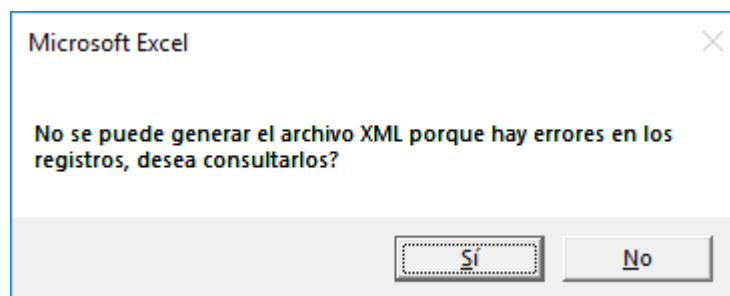 Microsoft Excel
No se puede generar el archivo XML porque hay errores en los
registros, desea consultarlos?
Sí
No